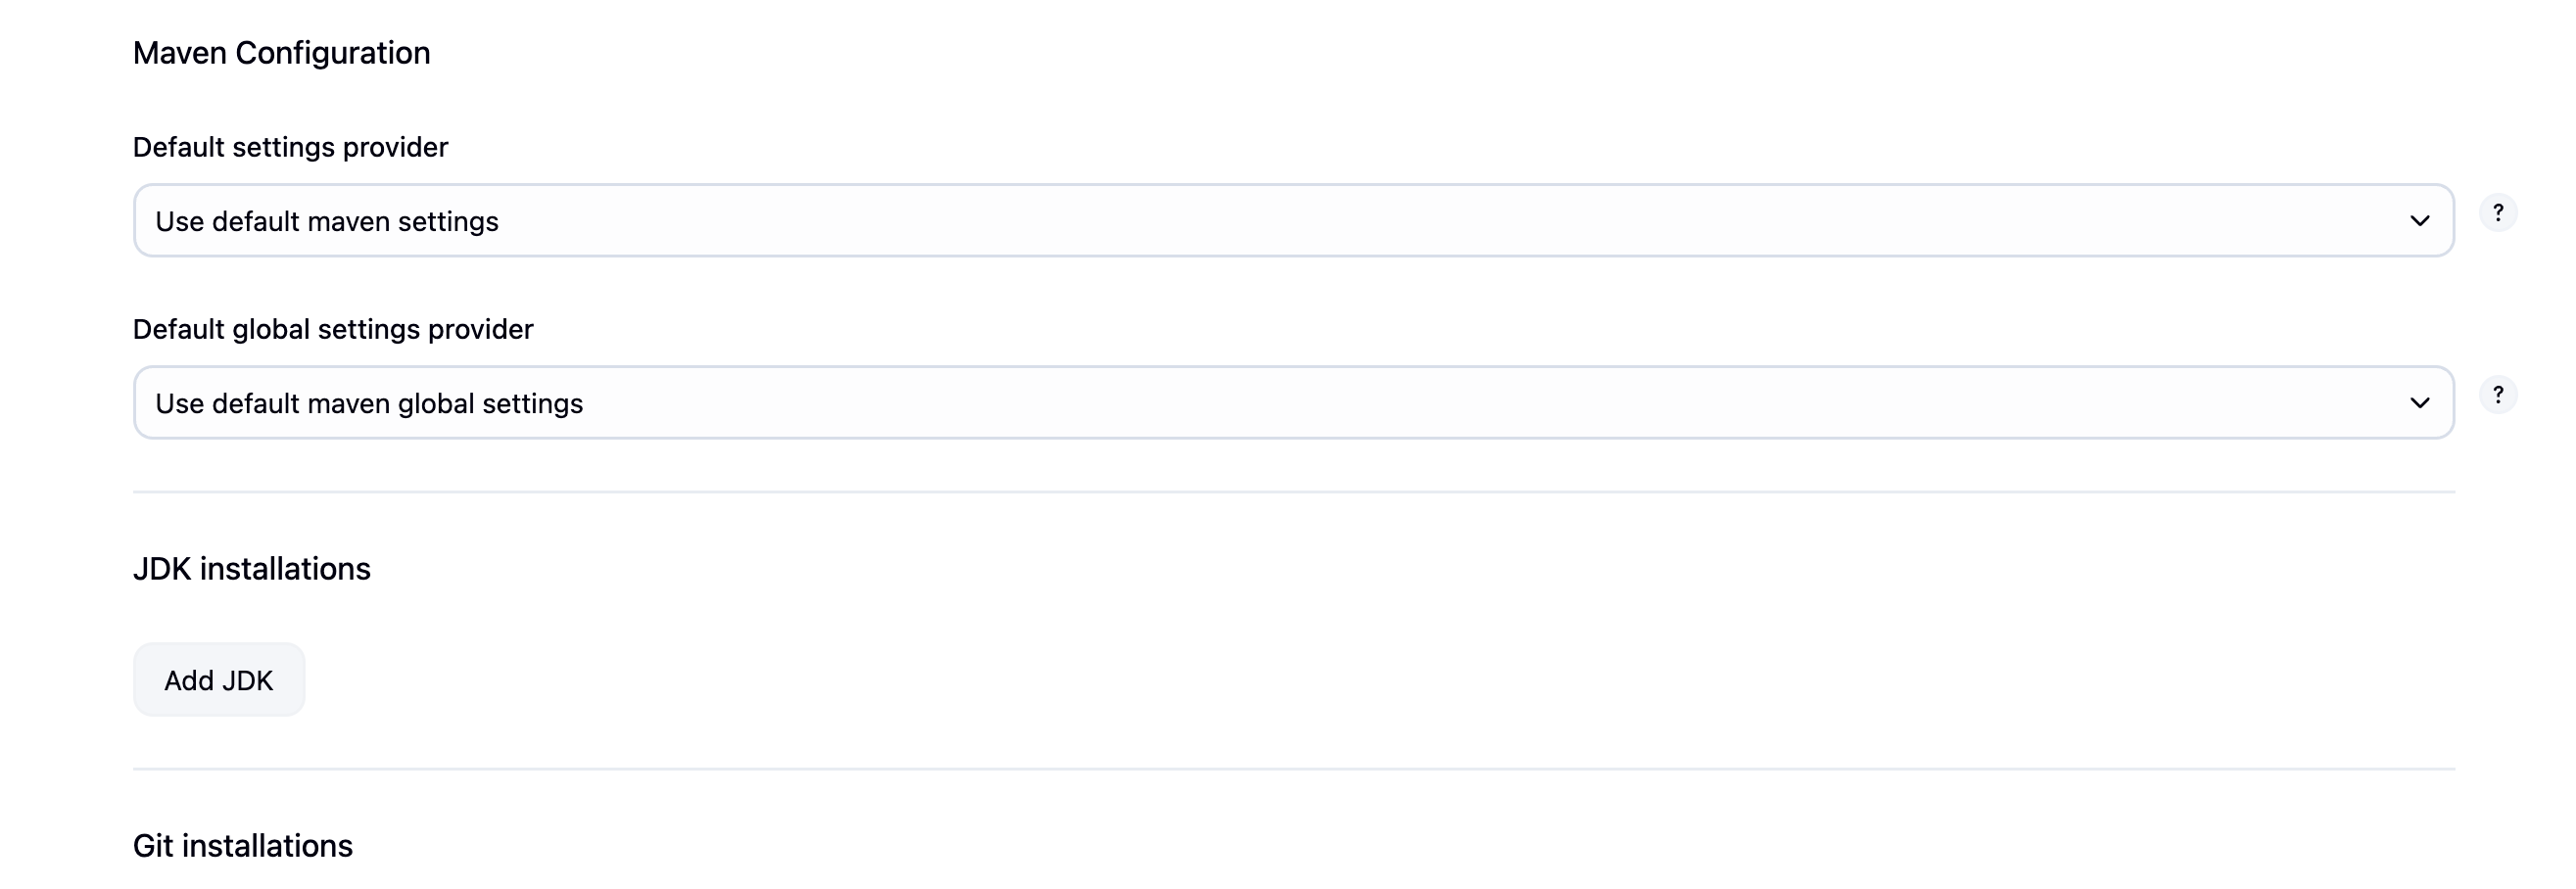 Maven Configuration
Default settings provider
Use default maven settings
?
Default global settings provider
Use default maven global settings
?
JDK installations
Add JDK
Git installations